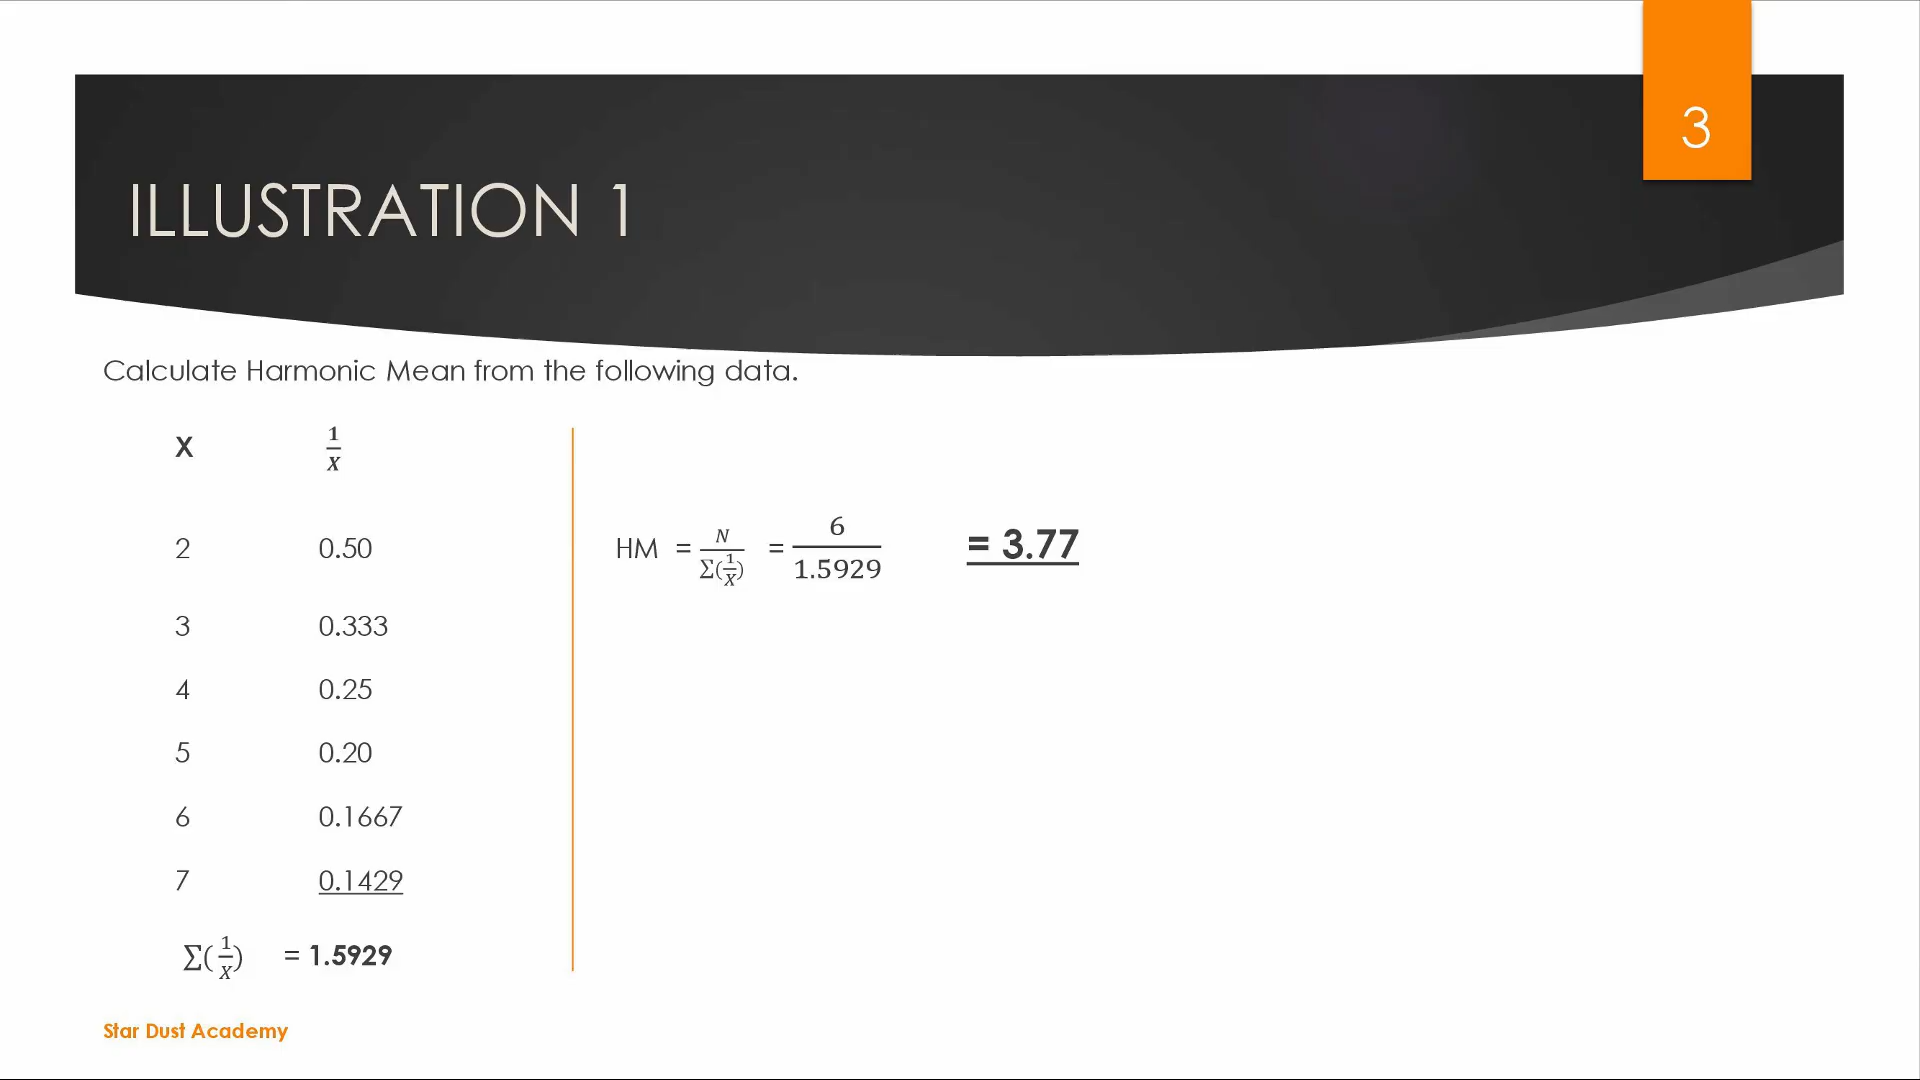 3
ILLUSTRATION 1
Calculate Harmonic Mean from the following data.
X 1/X
2 0.50
3 0.333
4 0.25
5 0.20
6 0.1667
7 0.1429
∑(1/X) = 1.5929
HM = N/∑(1/X) = 6/1.5929 = 3.77
Star Dust Academy